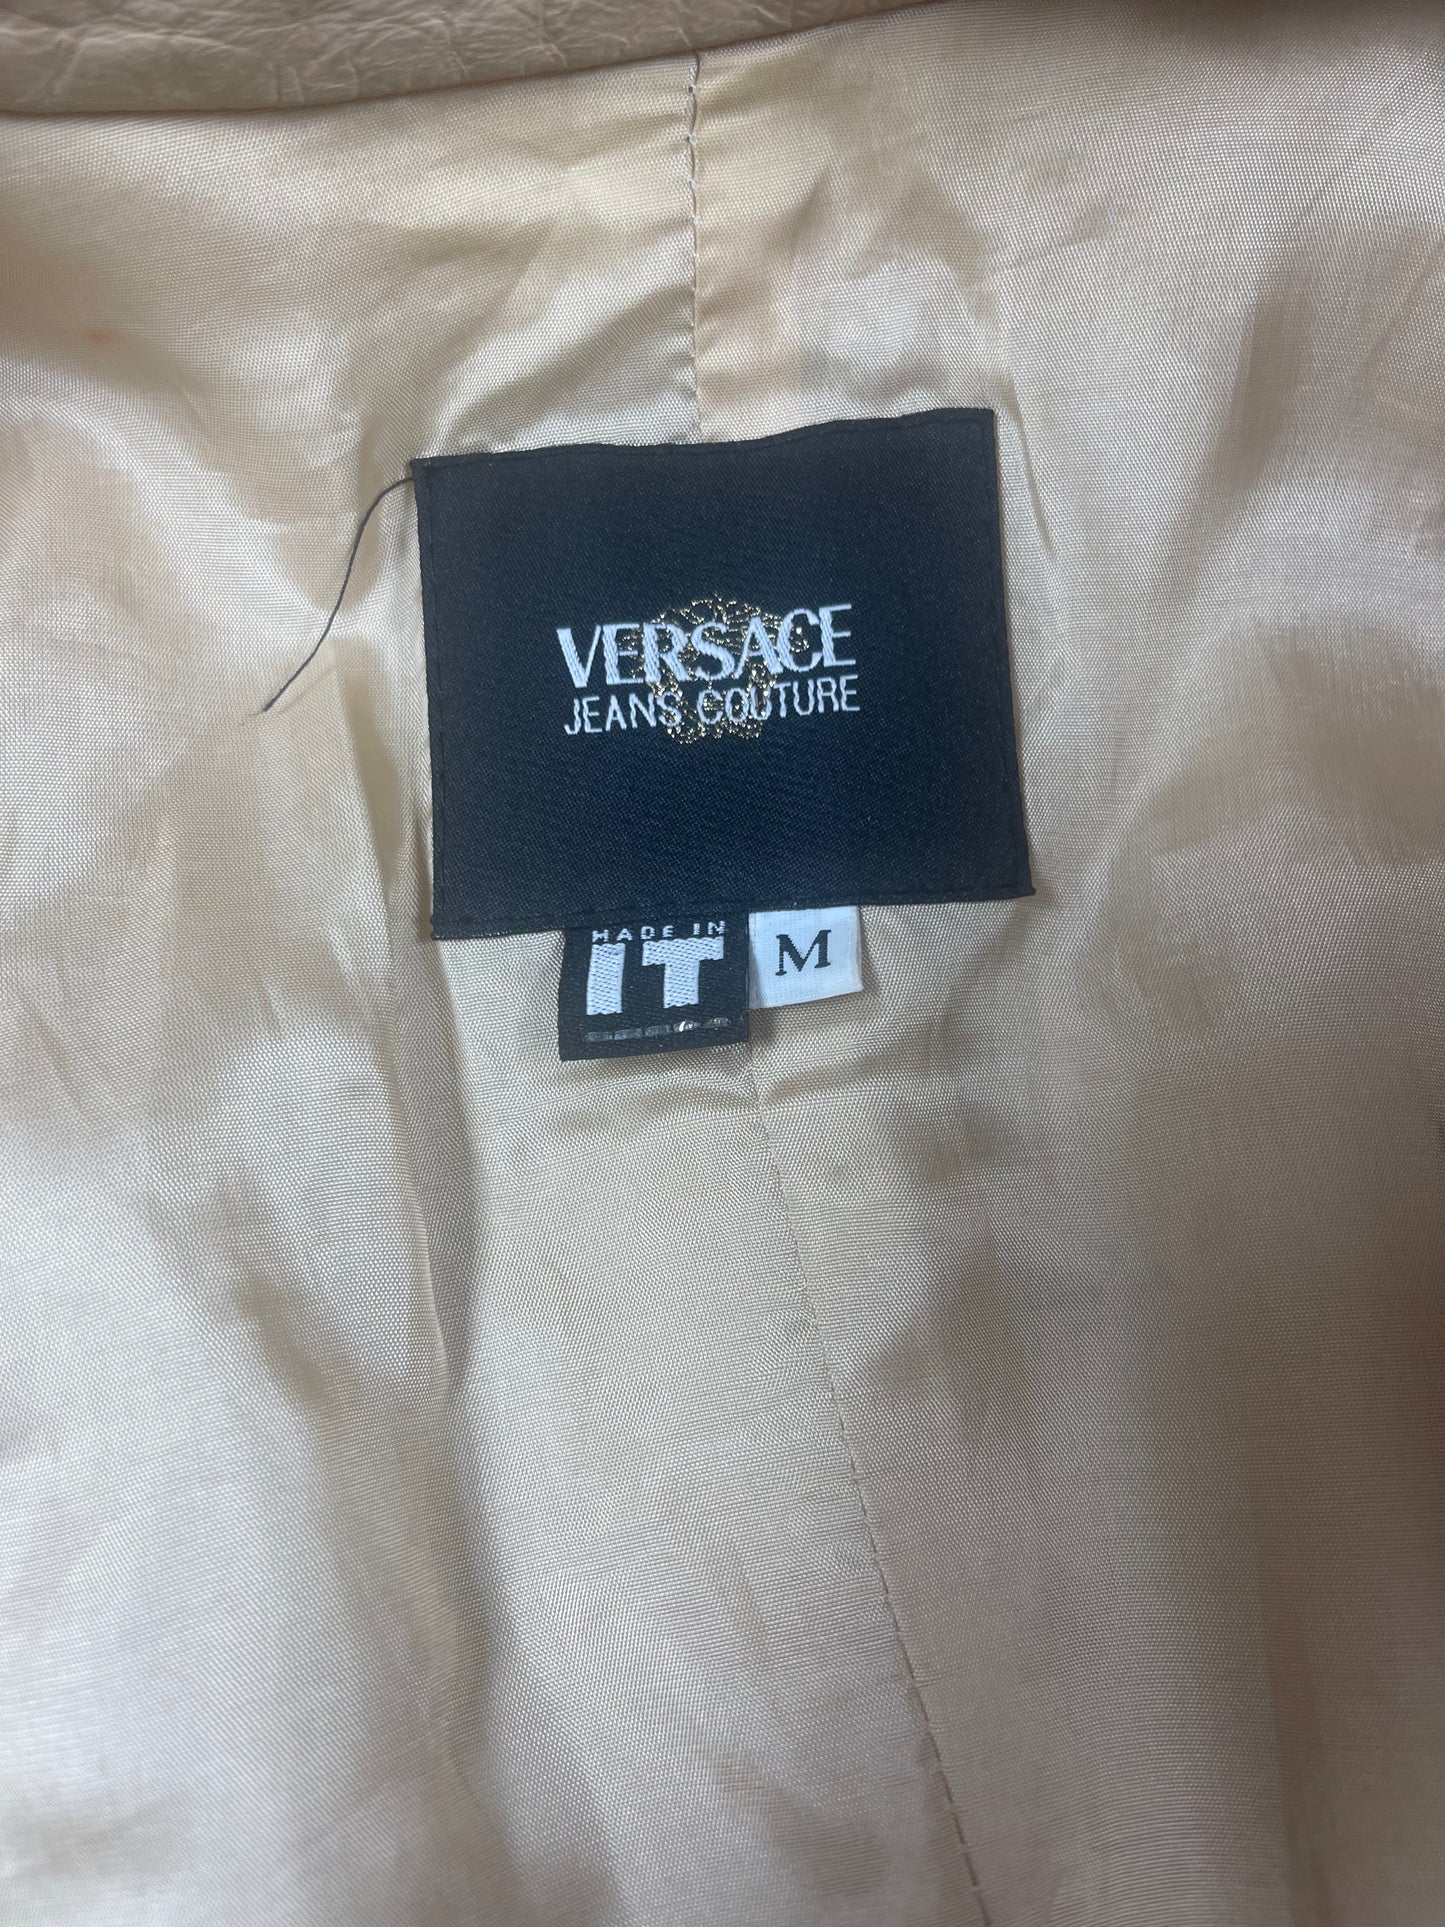 VERSACE
JEANS COUTURE
MADE IN
IT
M